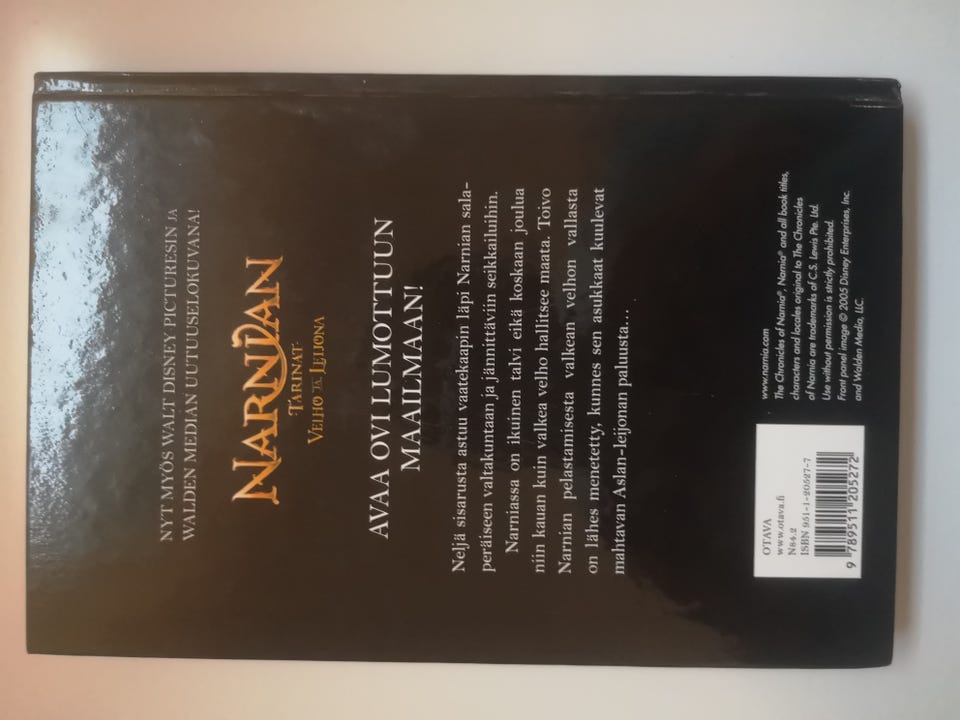 NYT MYÖS WALT DISNEY PICTURESIN JA
WALDEN MEDIAN UUTUUSELOKUVANA!
NARNIAN
TARINAT:
VELHO JA LEIJONA
AVAA OVI LUMOTTUUN
MAAILMAAN!
Neljä sisarusta astuu vaatekaapin läpi Narnian sala-
peräiseen valtakuntaan ja jännittäviin seikkailuihin.
Narniassa on ikuinen talvi eikä koskaan joulua
niin kauan kuin valkea velho hallitsee maata. Toivo
Narnian pelastamisesta valkean velhon vallasta
on lähes menetetty, kunnes sen asukkaat kuulevat
mahtavan Aslan-leijonan paluusta...
OTAVA
www.otava.fi
N84.2
ISBN 951-1-20527-7
9 789511 205272
www.narnia.com
The Chronicles of Narnia®, Narnia® and all book titles,
characters and locales original to The Chronicles
of Narnia are trademarks of C.S. Lewis Pte. Ltd.
Use without permission is strictly prohibited.
Front panel image © 2005 Disney Enterprises, Inc.
and Walden Media, LLC.